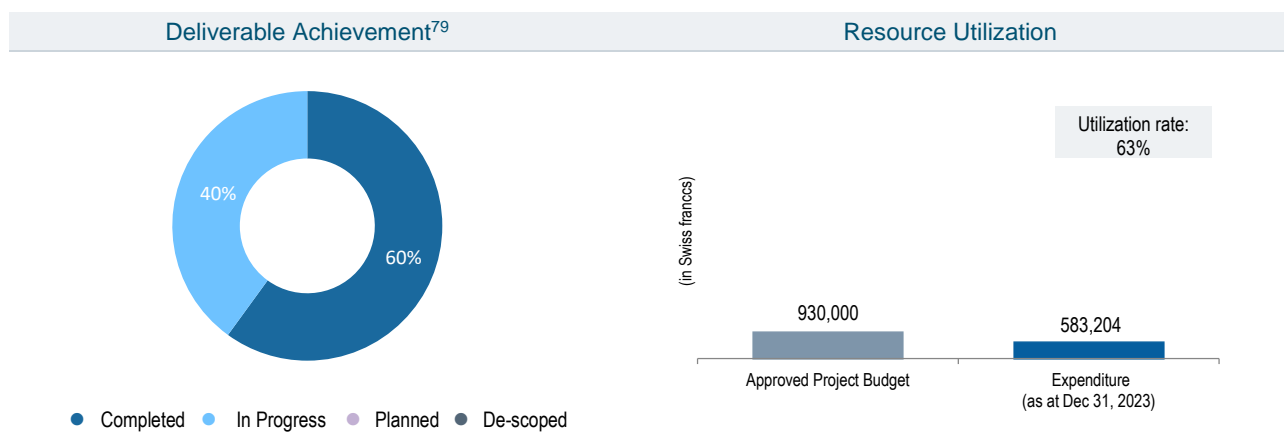 Deliverable Achievement79
Resource Utilization
40%
60%
Completed
In Progress
Planned
De-scoped
Utilization rate:
63%
(in Swiss franccs)
930,000
583,204
Approved Project Budget
Expenditure
(as at Dec 31, 2023)